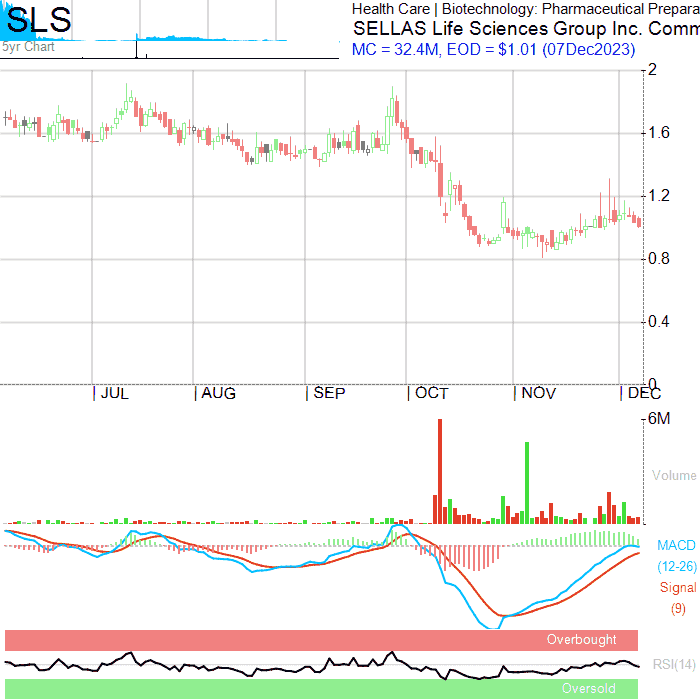 SLS
5yr Chart
Health Care | Biotechnology: Pharmaceutical Prepara
SELLAS Life Sciences Group Inc. Comm
MC = 32.4M, EOD = $1.01 (07Dec2023)
2
1.6
1.2
0.8
0.4
0
JUL AUG SEP OCT NOV DEC
6M
Volume
MACD
(12-26)
Signal
(9)
Overbought
RSI(14)
Oversold